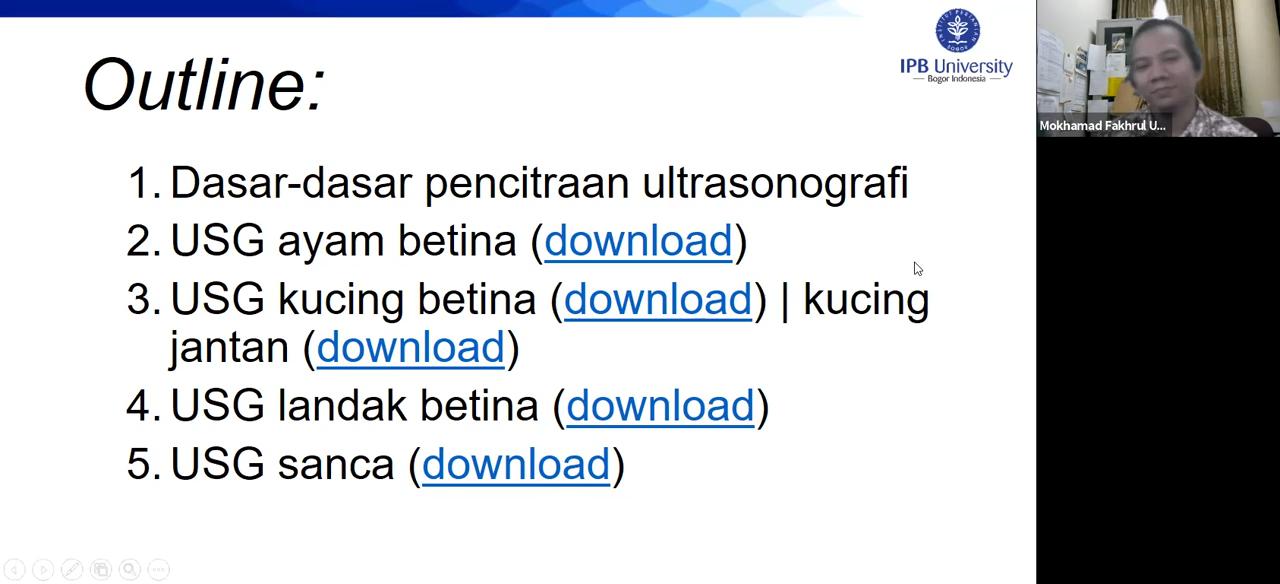 Outline:
IPB University
Bogor Indonesia
1. Dasar-dasar pencitraan ultrasonografi
2. USG ayam betina (download)
3. USG kucing betina (download) | kucing
jantan (download)
4. USG landak betina (download)
5. USG sanca (download)
Mokhamad Fakhrul U...